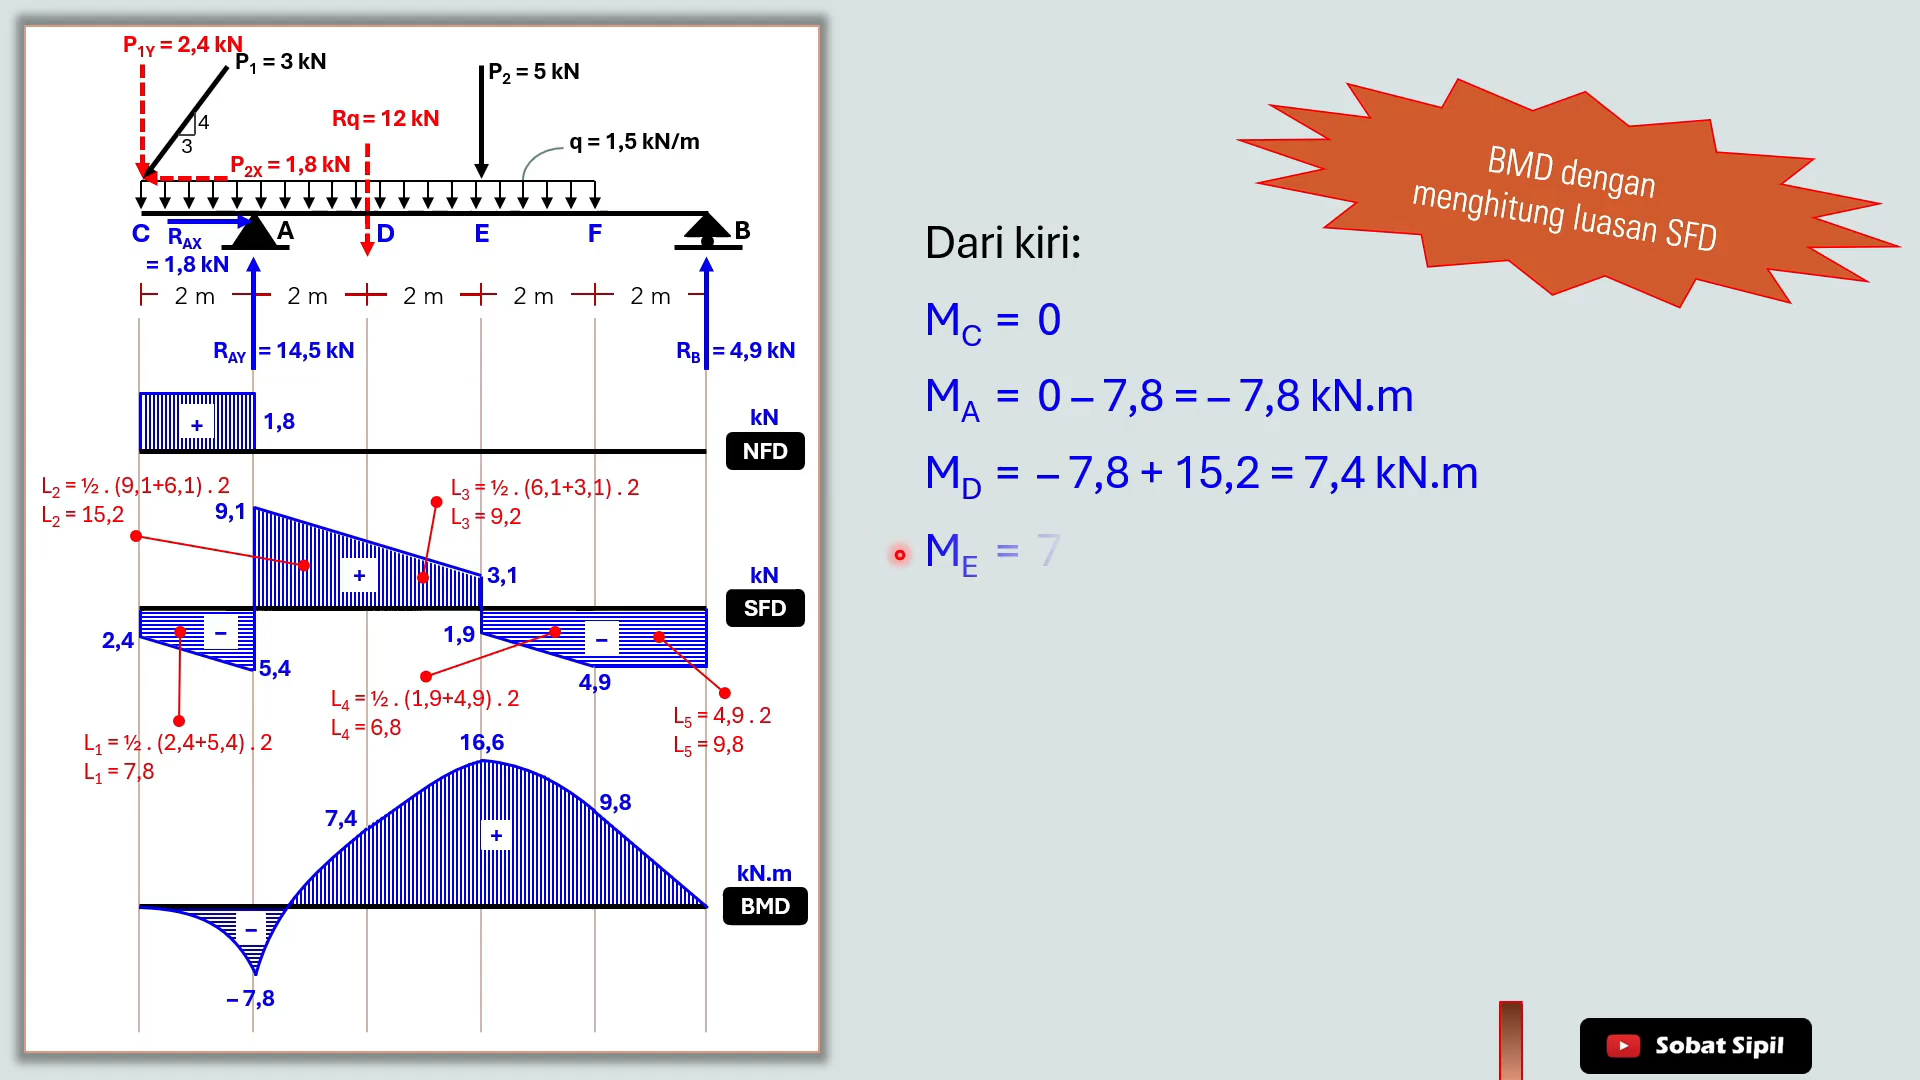 P1Y = 2,4 kN
P1 = 3 kN
P2 = 5 kN
4
3
Rq = 12 kN
q = 1,5 kN/m
P2X = 1,8 kN
C
RAX
= 1,8 kN
A
D
E
F
B
2 m
2 m
2 m
2 m
2 m
RAY = 14,5 kN
RB = 4,9 kN
+
1,8
kN
NFD
L2 = ½ . (9,1+6,1) . 2
L2 = 15,2
9,1
L3 = ½ . (6,1+3,1) . 2
L3 = 9,2
+
3,1
kN
SFD
2,4
–
5,4
1,9
–
4,9
L4 = ½ . (1,9+4,9) . 2
L4 = 6,8
L5 = 4,9 . 2
L5 = 9,8
L1 = ½ . (2,4+5,4) . 2
L1 = 7,8
16,6
7,4
9,8
+
kN.m
BMD
–
– 7,8
BMD dengan
menghitung luasan SFD
Dari kiri:
MC = 0
MA = 0 – 7,8 = – 7,8 kN.m
MD = – 7,8 + 15,2 = 7,4 kN.m
ME = 7
Sobat Sipil